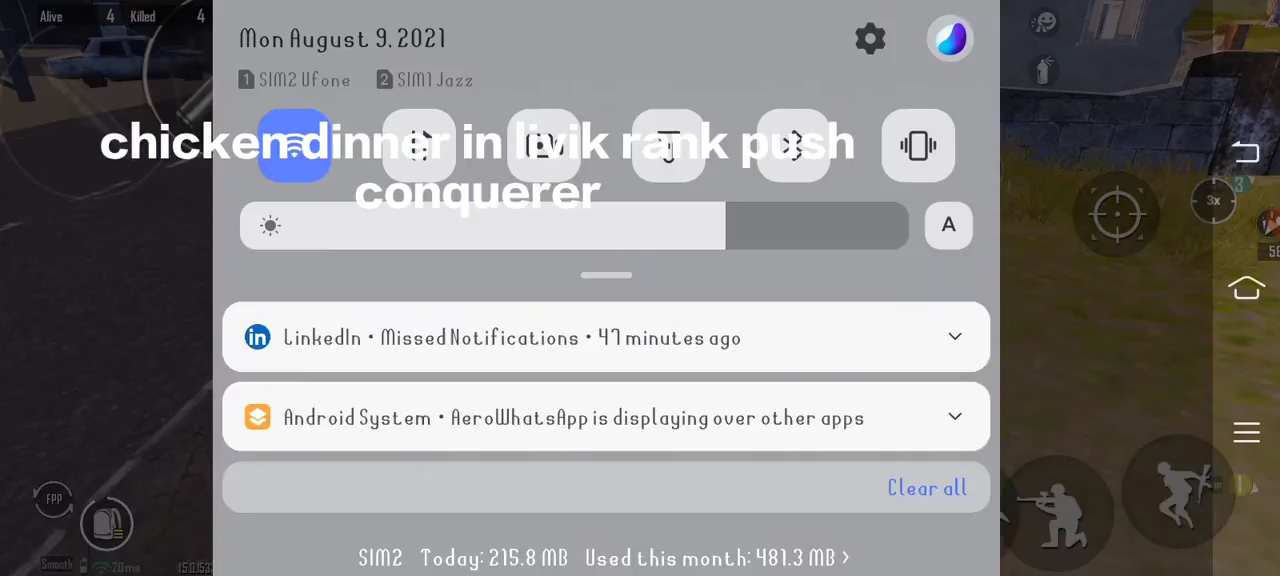 Alive 4 Killed 4
Mon August 9, 2021
1 SIM2 Ufone 2 SIM1 Jazz
chicken dinner in livik rank push
conquerer
A
3x
3
LinkedIn • Missed Notifications • 47 minutes ago
Android System • AeroWhatsApp is displaying over other apps
Clear all
FPP
SIM2 Today: 215.8 MB Used this month: 481.3 MB >
Smooth 20ms